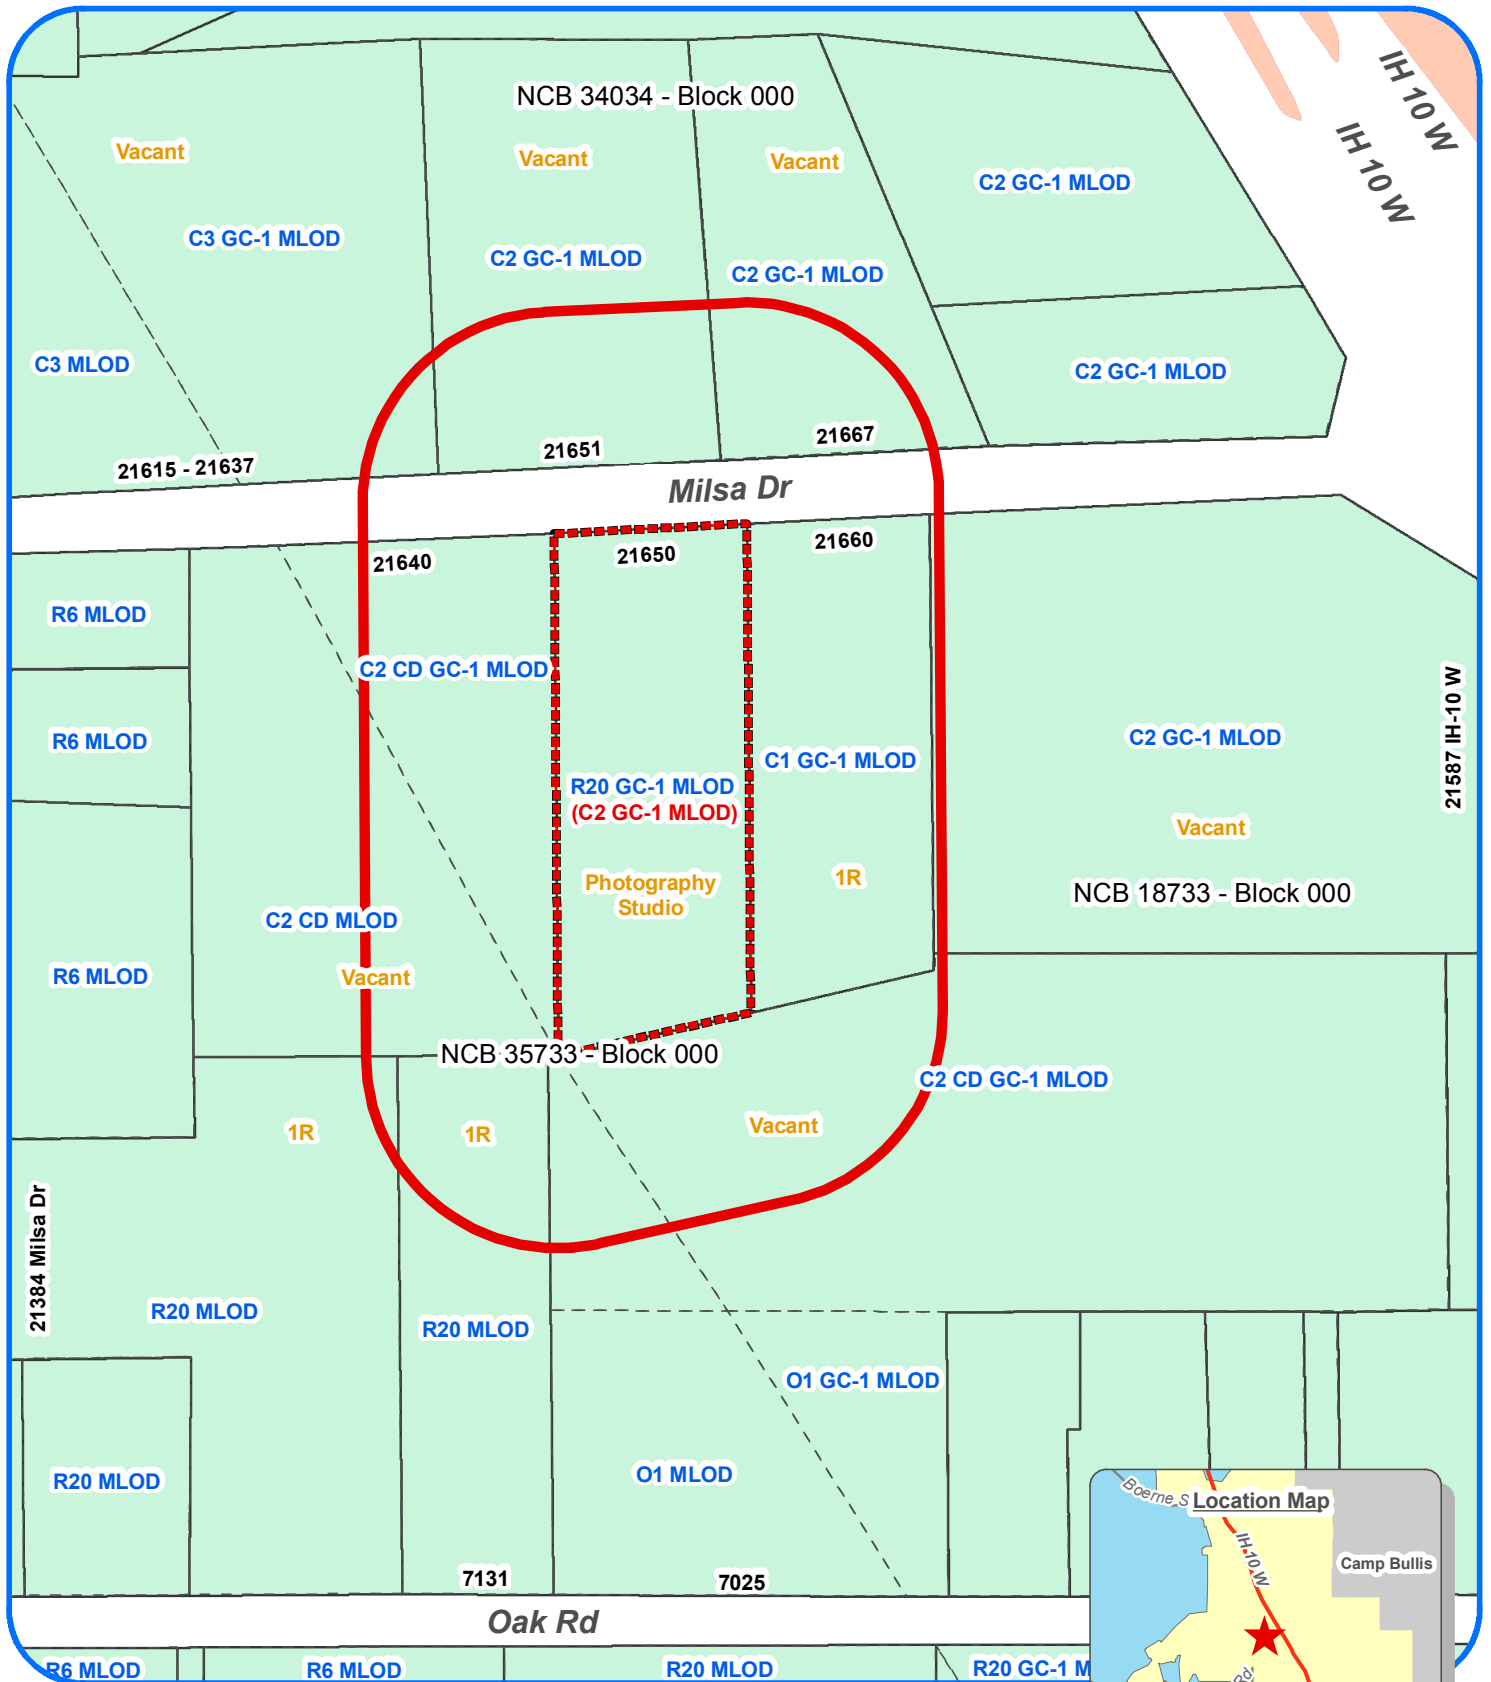 NCB 34034 - Block 000
IH 10 W
IH 10 W
Vacant
Vacant
Vacant
C2 GC-1 MLOD
C3 GC-1 MLOD
C2 GC-1 MLOD
C2 GC-1 MLOD
C3 MLOD
C2 GC-1 MLOD
21615 - 21637
21651
21667
Milsa Dr
21640
21650
21660
R6 MLOD
C2 CD GC-1 MLOD
R6 MLOD
C2 GC-1 MLOD
21587 IH-10 W
C1 GC-1 MLOD
R20 GC-1 MLOD
(C2 GC-1 MLOD)
Vacant
Photography
Studio
1R
NCB 18733 - Block 000
C2 CD MLOD
R6 MLOD
Vacant
NCB 35733 - Block 000
C2 CD GC-1 MLOD
1R
1R
Vacant
21384 Milsa Dr
R20 MLOD
R20 MLOD
O1 GC-1 MLOD
R20 MLOD
O1 MLOD
7131
7025
Oak Rd
R6 MLOD
R6 MLOD
R20 MLOD
R20 GC-1 M
Boerne S
Location Map
IH 10 W
Camp Bullis
Rd